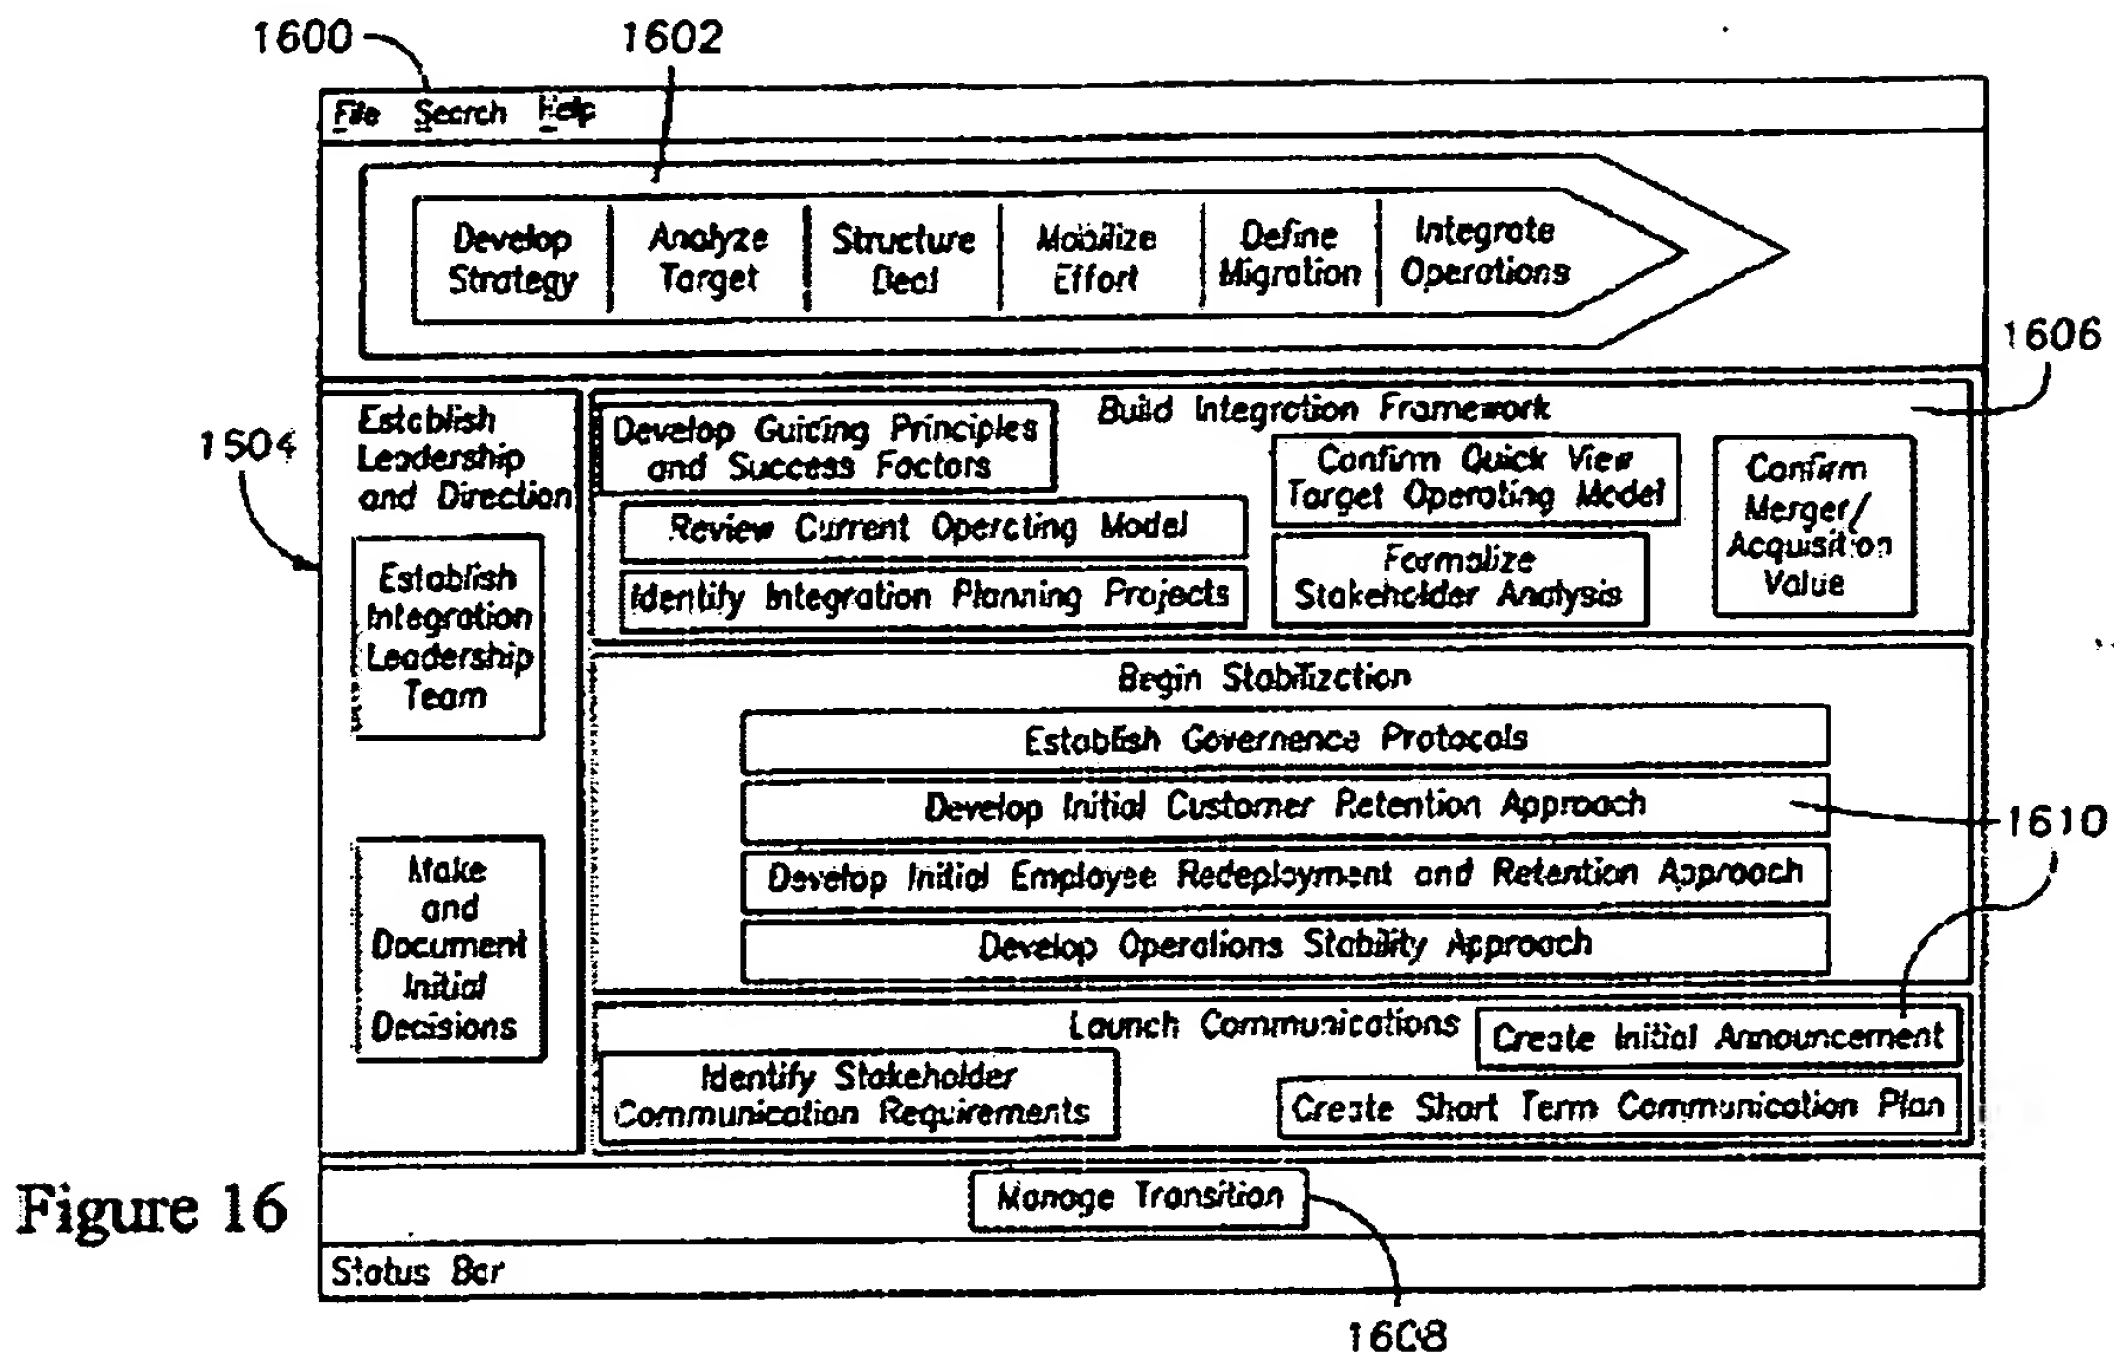 1600
1602
File Search Help
Develop
Strategy
Analyze
Target
Structure
Deal
Mobilize
Effort
Define
Migration
Integrate
Operations
1606
1604
Establish
Leadership
and Direction
Establish
Integration
Leadership
Team
Make
and
Document
Initial
Decisions
Build Integration Framework
Develop Guiding Principles
and Success Factors
Review Current Operating Model
Identify Integration Planning Projects
Confirm Quick View
Target Operating Model
Formalize
Stakeholder Analysis
Confirm
Merger/
Acquisition
Value
Begin Stabilization
Establish Governence Protocols
Develop Initial Customer Retention Approach
Develop Initial Employee Redeployment and Retention Approach
Develop Operations Stability Approach
1610
Launch Communications
Create Initial Announcement
Identify Stakeholder
Communication Requirements
Create Short Term Communication Plan
Manage Transition
Figure 16
Status Bar
1608